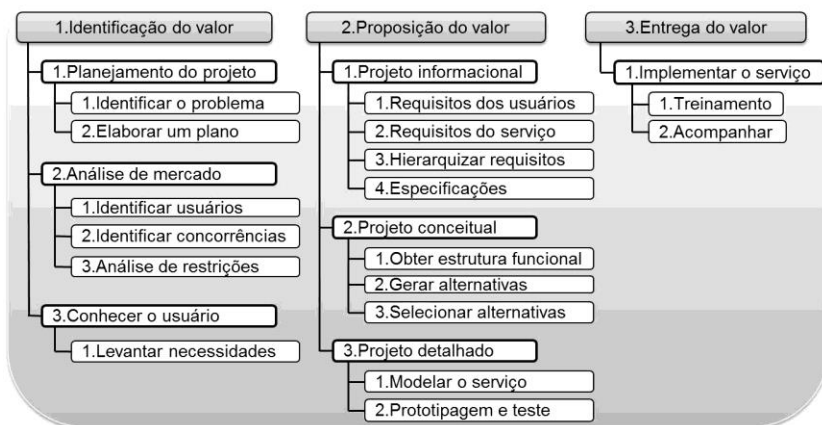 1.Identificação do valor
1.Planejamento do projeto
1.Identificar o problema
2.Elaborar um plano
2.Análise de mercado
1.Identificar usuários
2.Identificar concorrências
3.Análise de restrições
3.Conhecer o usuário
1.Levantar necessidades
2.Proposição do valor
1.Projeto informacional
1.Requisitos dos usuários
2.Requisitos do serviço
3.Hierarquizar requisitos
4.Especificações
2.Projeto conceitual
1.Obter estrutura funcional
2.Gerar alternativas
3.Selecionar alternativas
3.Projeto detalhado
1.Modelar o serviço
2.Prototipagem e teste
3.Entrega do valor
1.Implementar o serviço
1.Treinamento
2.Acompanhar